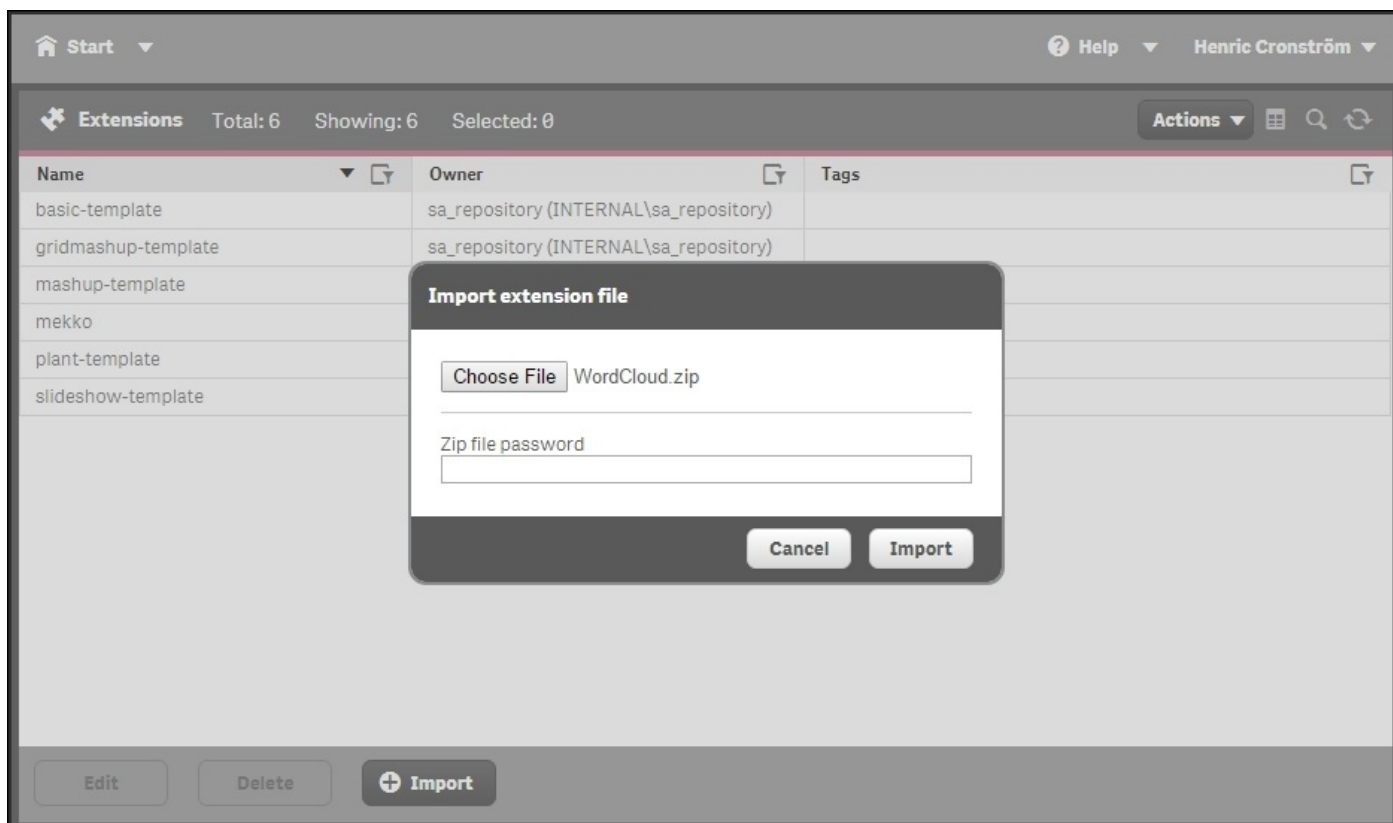 Start Help Henric Cronström
Extensions Total: 6 Showing: 6 Selected: 0 Actions
Name Owner Tags
basic-template sa_repository (INTERNAL\sa_repository)
gridmashup-template sa_repository (INTERNAL\sa_repository)
mashup-template
mekko
plant-template
slideshow-template
Import extension file
Choose File WordCloud.zip
Zip file password
Cancel Import
Edit Delete Import